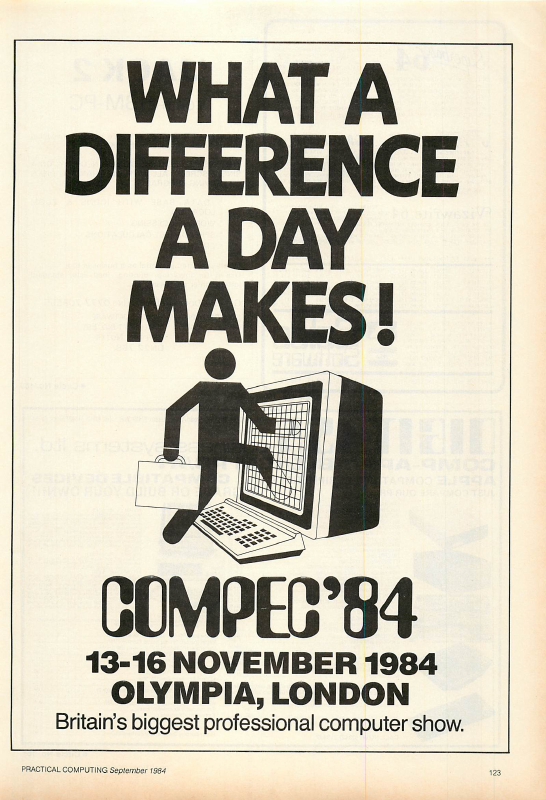 WHAT A
DIFFERENCE
A DAY
MAKES!
COMPEC'84
13-16 NOVEMBER 1984
OLYMPIA, LONDON
Britain's biggest professional computer show.
PRACTICAL COMPUTING September 1984
123